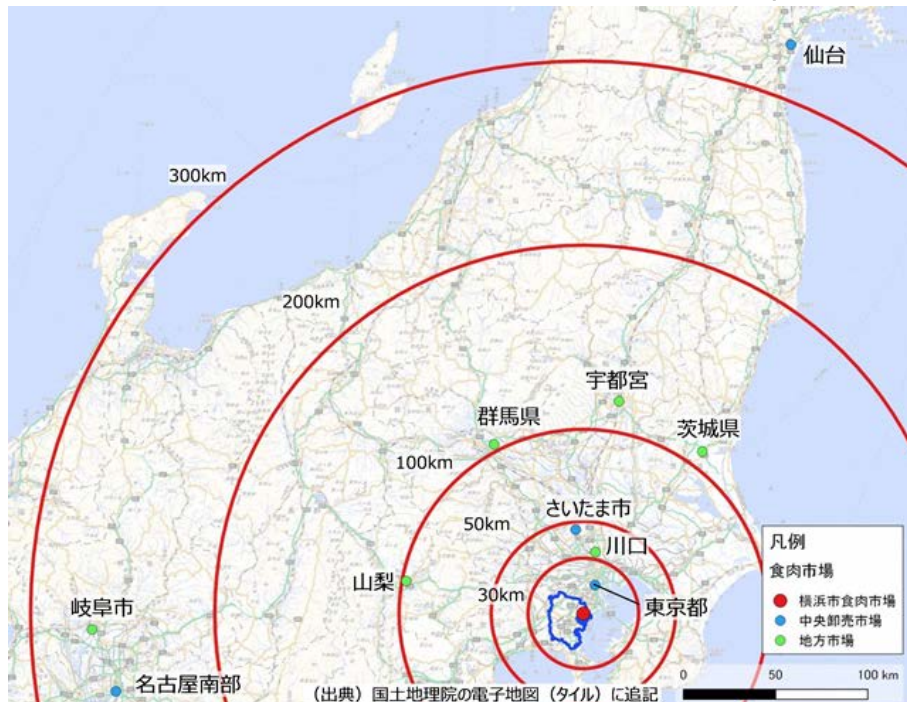 仙台
300km
200km
宇都宮
群馬県
茨城県
100km
さいたま市
50km
川口
山梨
30km
東京都
岐阜市
名古屋南部
凡例
食肉市場
横浜市食肉市場
中央卸売市場
地方市場
0 50 100 km
（出典）国土地理院の電子地図（タイル）に追記